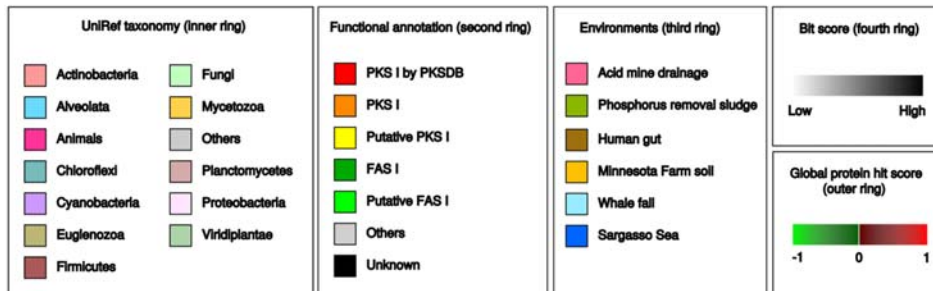 UniRef taxonomy (inner ring)
Actinobacteria
Alveolata
Animals
Chloroflexi
Cyanobacteria
Euglenozoa
Firmicutes
Fungi
Mycetozoa
Others
Planctomycetes
Proteobacteria
Viridiplantae
Functional annotation (second ring)
PKS I by PKSDB
PKS I
Putative PKS I
FAS I
Putative FAS I
Others
Unknown
Environments (third ring)
Acid mine drainage
Phosphorus removal sludge
Human gut
Minnesota Farm soil
Whale fall
Sargasso Sea
Bit score (fourth ring)
Low High
Global protein hit score
(outer ring)
-1 0 1